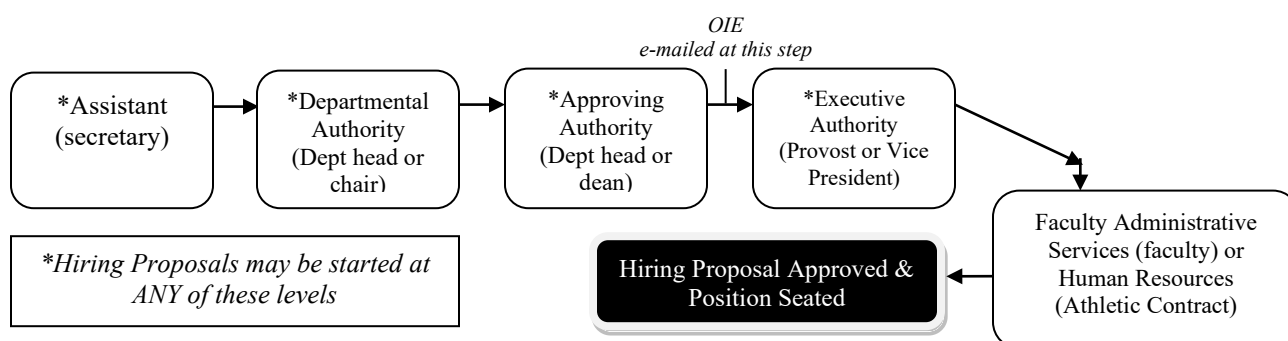 OIE
e-mailed at this step
*Assistant
(secretary)
*Departmental
Authority
(Dept head or
chair)
*Approving
Authority
(Dept head or
dean)
*Executive
Authority
(Provost or Vice
President)
Faculty Administrative
Services (faculty) or
Human Resources
(Athletic Contract)
*Hiring Proposals may be started at
ANY of these levels
Hiring Proposal Approved &
Position Seated